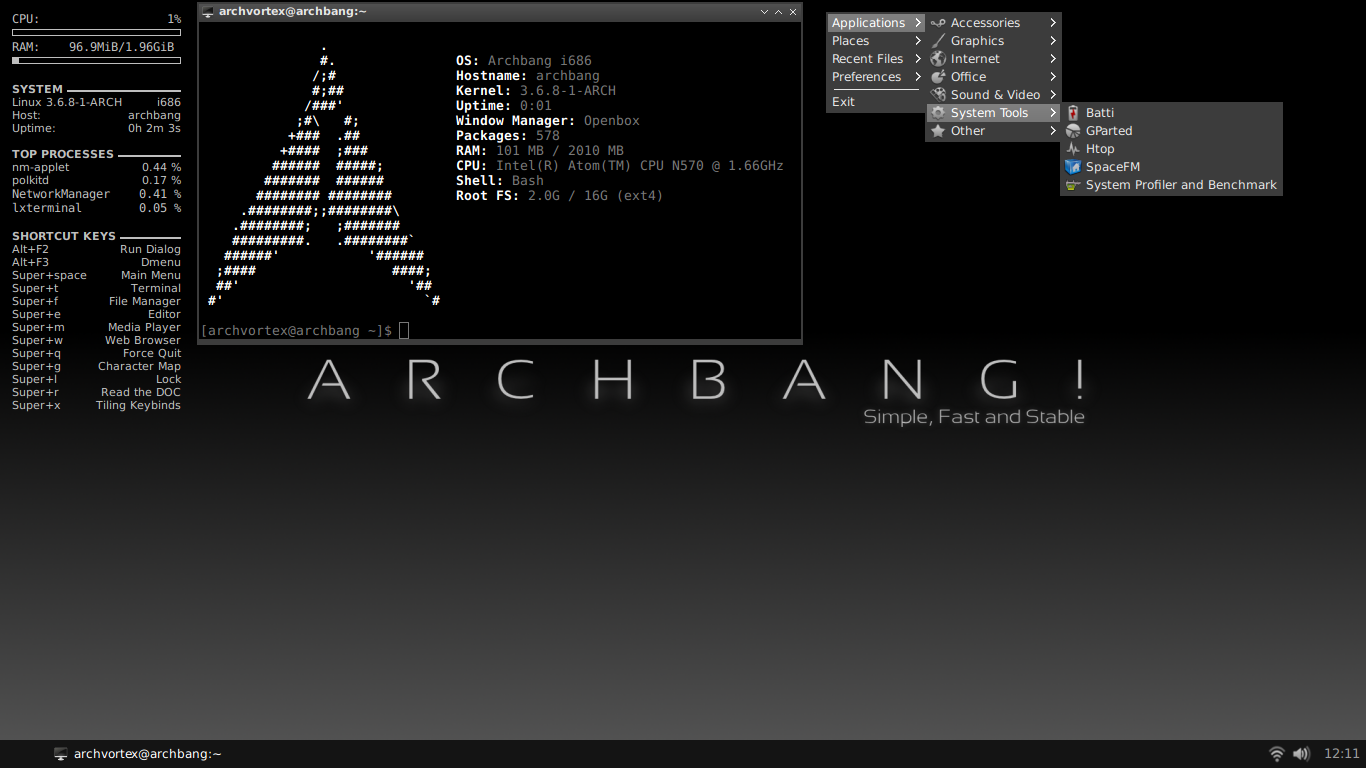 CPU: 1%
RAM: 96.9MiB/1.96GiB
SYSTEM
Linux 3.6.8-1-ARCH i686
Host: archbang
Uptime: 0h 2m 3s
TOP PROCESSES
nm-applet 0.44 %
polkitd 0.17 %
NetworkManager 0.41 %
lxterminal 0.05 %
SHORTCUT KEYS
Alt+F2 Run Dialog
Alt+F3 Dmenu
Super+space Main Menu
Super+t Terminal
Super+f File Manager
Super+e Editor
Super+m Media Player
Super+w Web Browser
Super+q Force Quit
Super+g Character Map
Super+l Lock
Super+r Read the DOC
Super+x Tiling Keybinds
archvortex@archbang:~
OS: Archbang i686
Hostname: archbang
Kernel: 3.6.8-1-ARCH
Uptime: 0:01
Window Manager: Openbox
Packages: 578
RAM: 101 MB / 2010 MB
CPU: Intel(R) Atom(TM) CPU N570 @ 1.66GHz
Shell: Bash
Root FS: 2.0G / 16G (ext4)
[archvortex@archbang ~]$
Applications
Places
Recent Files
Preferences
Exit
Accessories
Graphics
Internet
Office
Sound & Video
System Tools
Other
Batti
GParted
Htop
SpaceFM
System Profiler and Benchmark
ARCHBANG!
Simple, Fast and Stable
archvortex@archbang:~
12:11